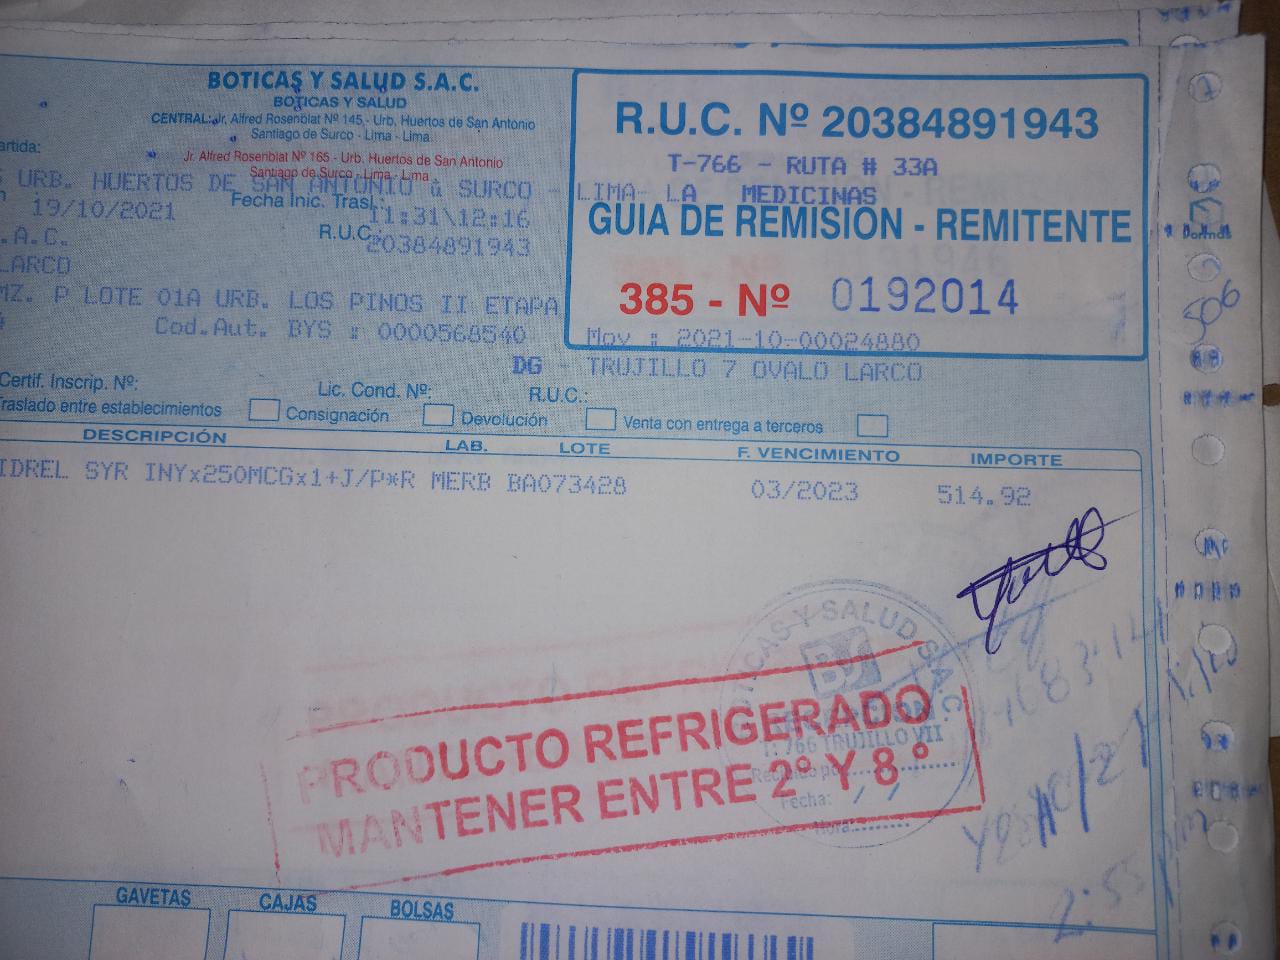 BOTICAS Y SALUD S.A.C.
BOTICAS Y SALUD
CENTRAL: Jr. Alfred Rosenblat Nº 145 - Urb. Huertos de San Antonio
Santiago de Surco - Lima - Lima
Jr. Alfred Rosenblat Nº 165 - Urb. Huertos de San Antonio
Santiago de Surco - Lima - Lima
R.U.C. Nº 20384891943
T-766 - RUTA # 33A
artida:
URB. HUERTOS DE SAN ANTONIO à SURCO - LIMA- LA MEDICINAS
GUIA DE REMISION - REMITENTE
19/10/2021 Fecha Inic. Trasl.: 11:31\12:16
.A.C. R.U.C.: 20384891943
LARCO
385 - Nº 0192014
MZ. P LOTE 01A URB. LOS PINOS II ETAPA
Cod.Aut. BYS : 0000568540
Mov : 2021-10-00024880
DG - TRUJILLO 7 OVALO LARCO
Certif. Inscrip. Nº: Lic. Cond. Nº: R.U.C.:
Traslado entre establecimientos Consignación Devolución Venta con entrega a terceros
DESCRIPCIÓN LAB. LOTE F. VENCIMIENTO IMPORTE
IDREL SYR INYx250MCGx1+J/P*R MERB BA073428 03/2023 514.92
BOTICAS Y SALUD S.A.C.
BS
RECEPCION
T: 766 TRUJILLO VII
Recibido por:
Fecha: / /
Hora:
PRODUCTO REFRIGERADO
MANTENER ENTRE 2º Y 8º
2:55 pm
506
GAVETAS CAJAS BOLSAS